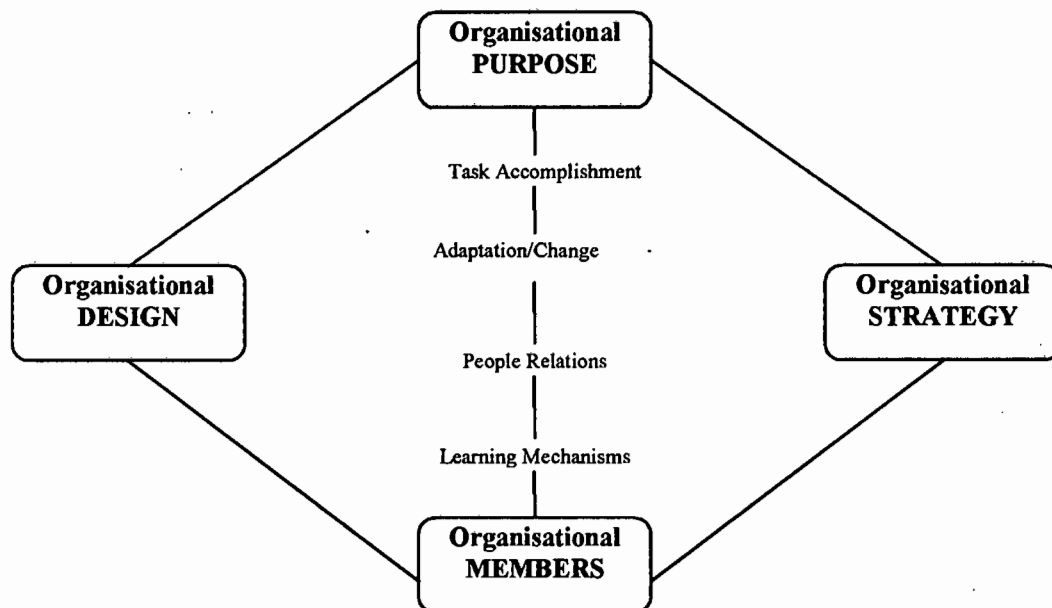 Organisational
PURPOSE
Task Accomplishment
Adaptation/Change
Organisational
DESIGN
Organisational
STRATEGY
People Relations
Learning Mechanisms
Organisational
MEMBERS